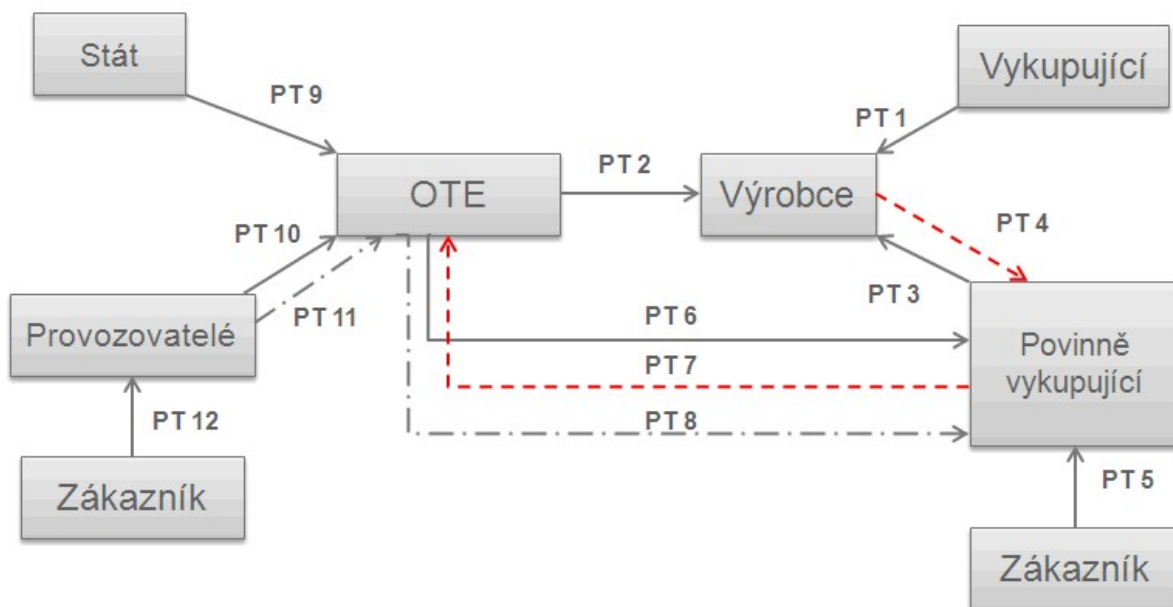 Stát
Vykupující
PT 9
PT 1
OTE
PT 2
Výrobce
PT 10
PT 4
PT 11
PT 3
Provozovatelé
PT 6
Povinně
vykupující
PT 7
PT 12
PT 8
Zákazník
PT 5
Zákazník